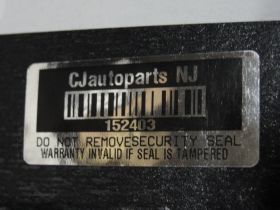 CJautoparts NJ
152403
DO NOT REMOVESECURITY SEAL
WARRANTY INVALID IF SEAL IS TAMPERED